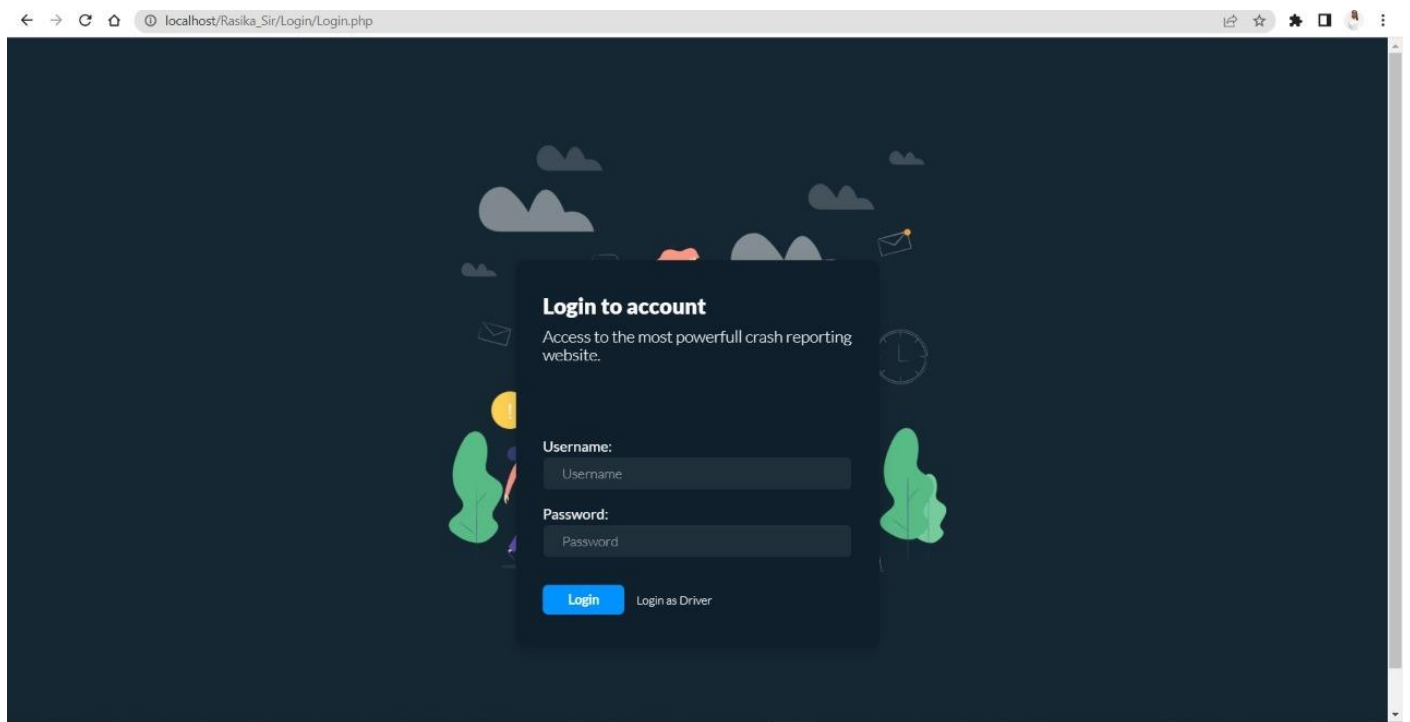 localhost/Rasika_Sir/Login/Login.php
Login to account
Access to the most powerfull crash reporting
website.
Username:
Username
Password:
Password
Login Login as Driver